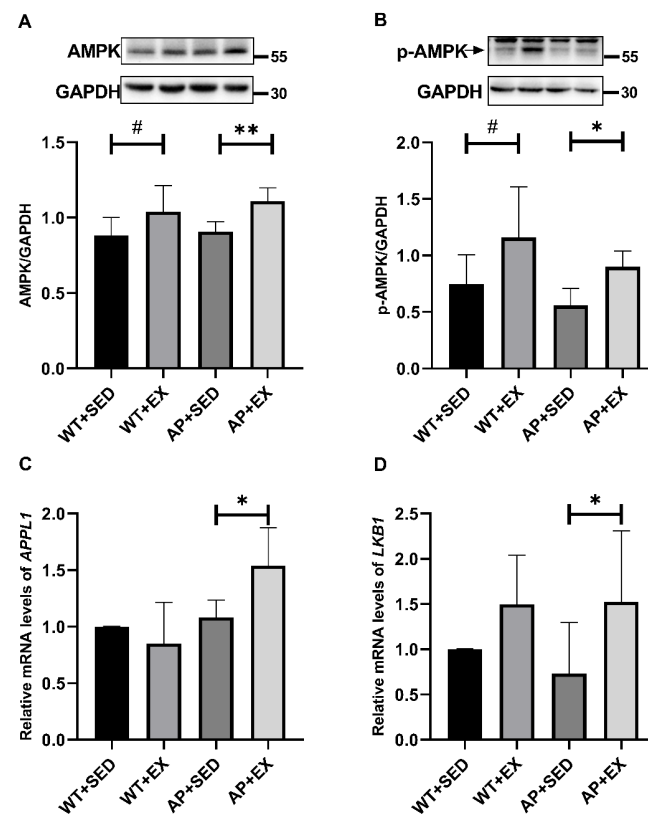 A
AMPK
55
GAPDH
30
#
**
1.5
1.0
0.5
0.0
AMPK/GAPDH
WT+SED
WT+EX
AP+SED
AP+EX
B
p-AMPK
55
GAPDH
30
#
*
2.0
1.5
1.0
0.5
0.0
p-AMPK/GAPDH
WT+SED
WT+EX
AP+SED
AP+EX
C
*
2.0
1.5
1.0
0.5
0.0
Relative mRNA levels of APPL1
WT+SED
WT+EX
AP+SED
AP+EX
D
*
2.5
2.0
1.5
1.0
0.5
0.0
Relative mRNA levels of LKB1
WT+SED
WT+EX
AP+SED
AP+EX